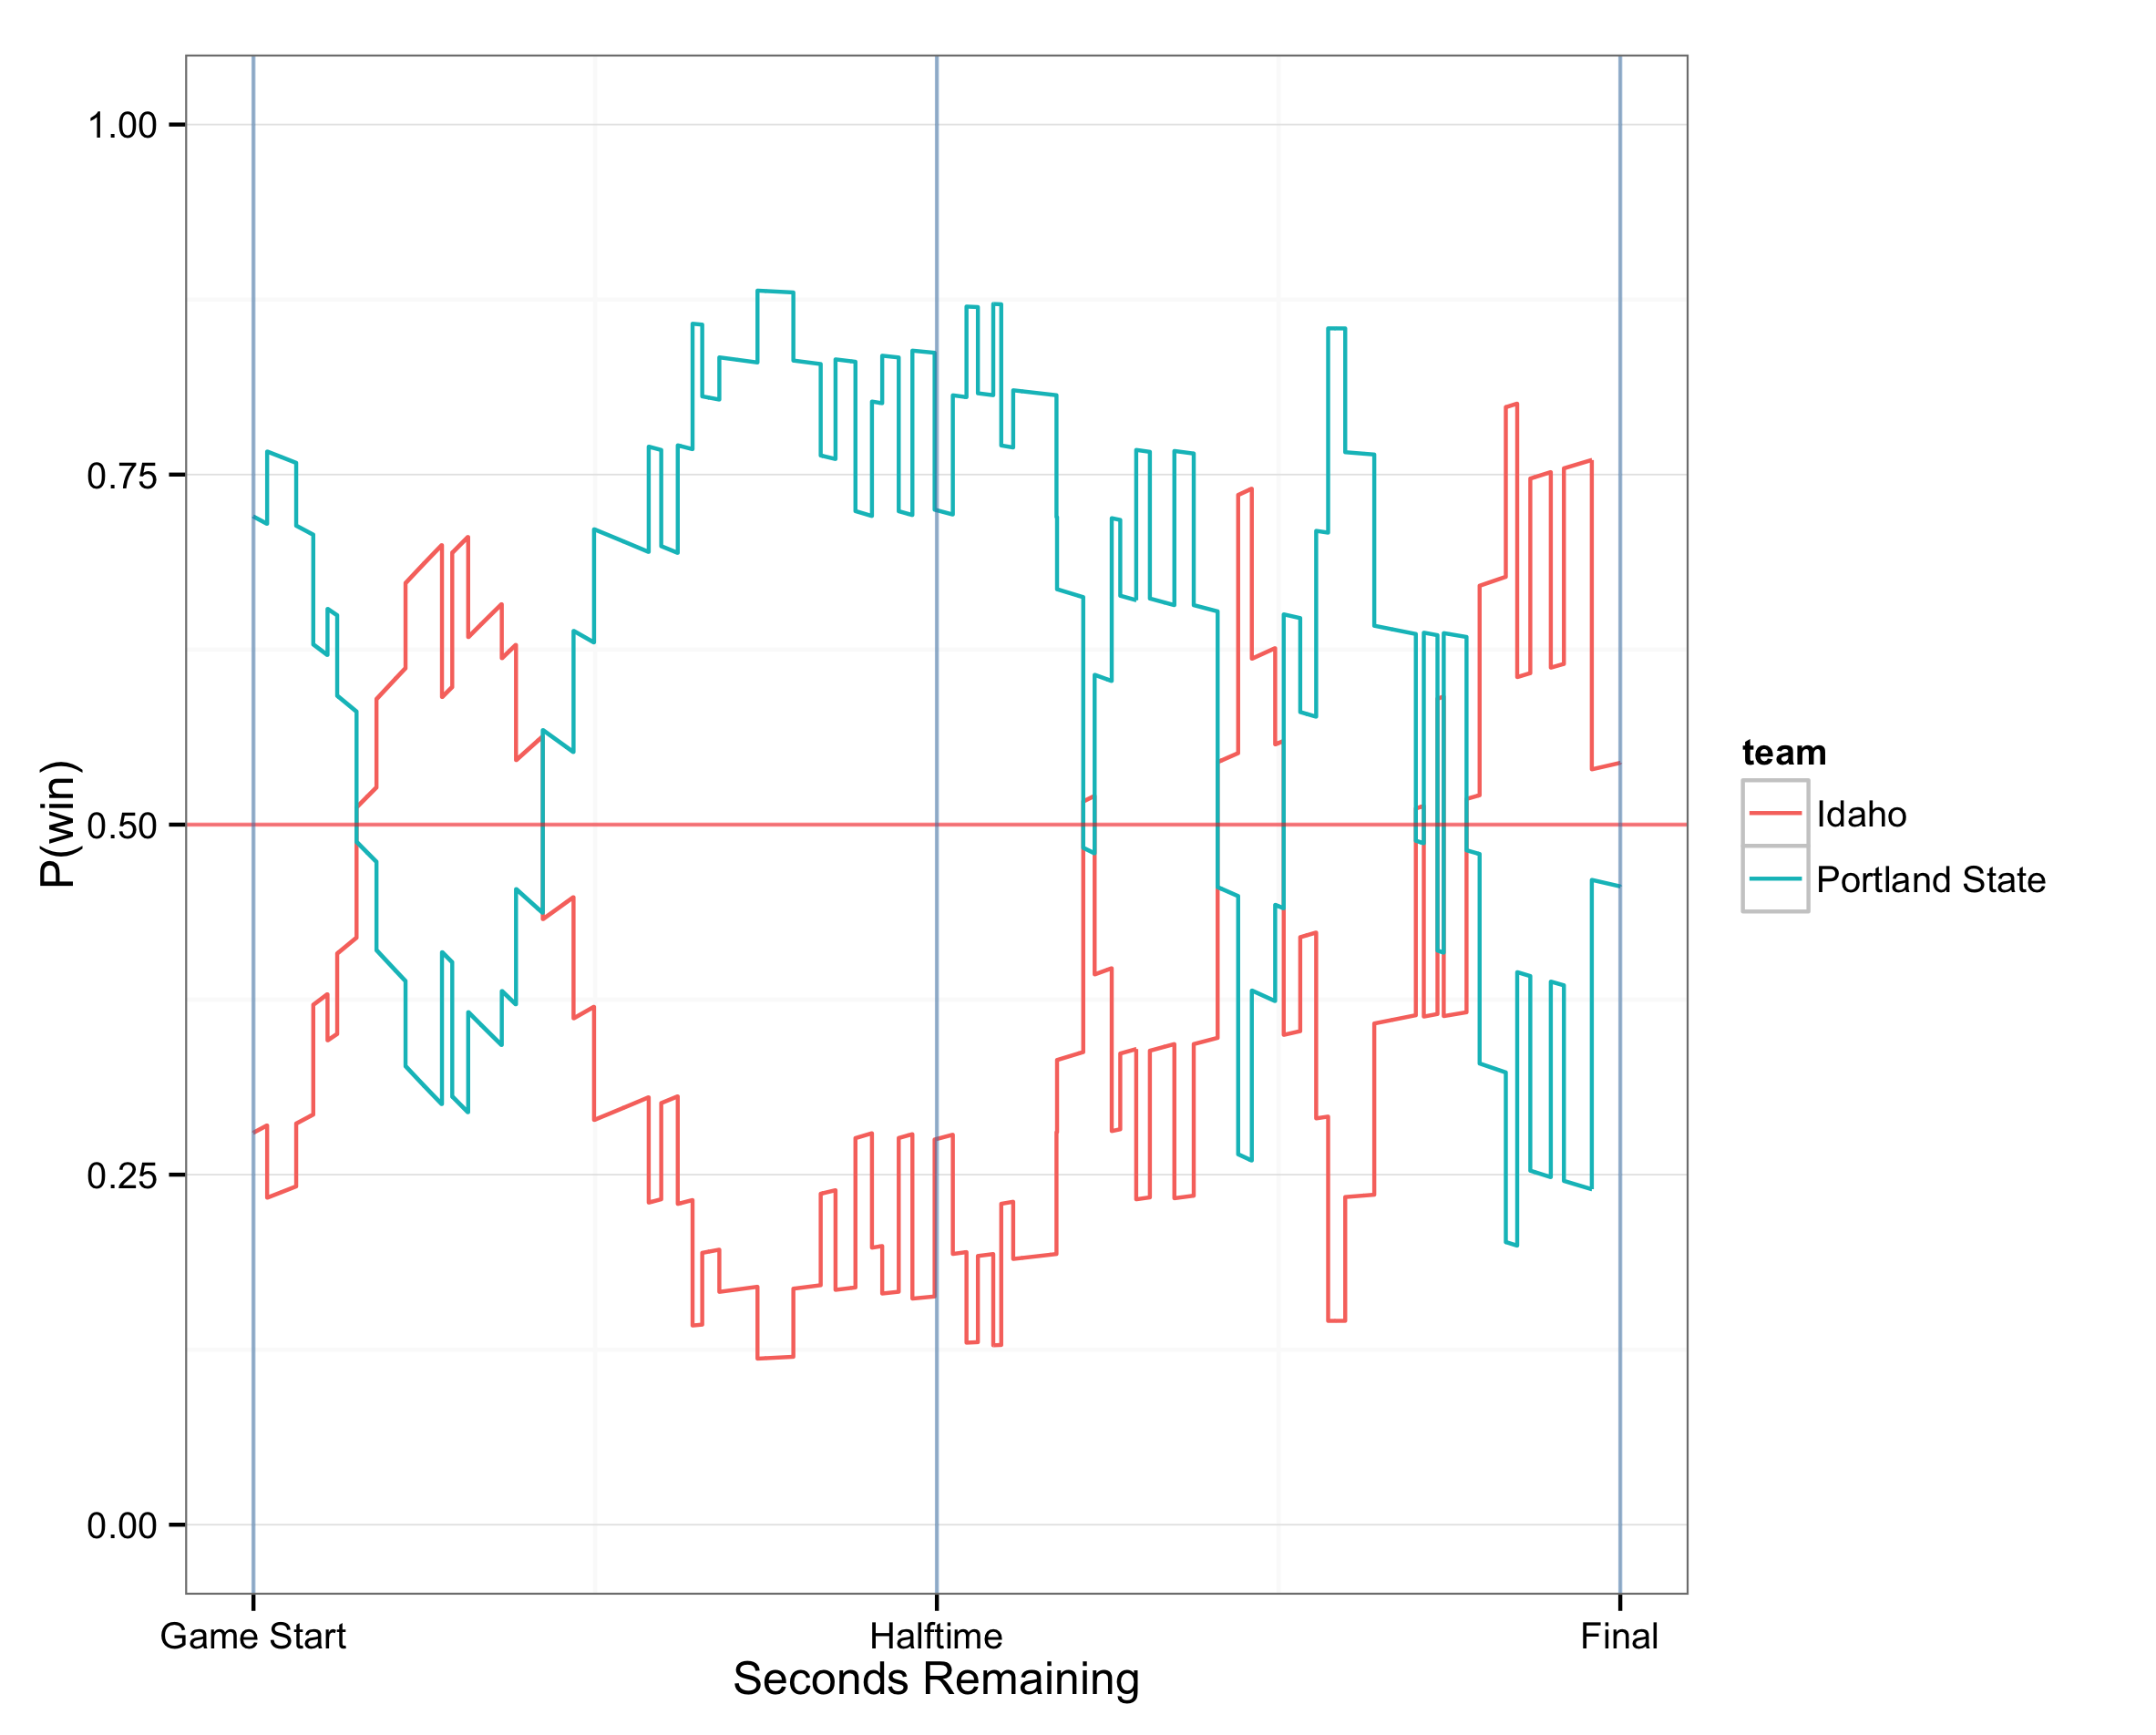 1.00
0.75
0.50
0.25
0.00
P(win)
Game Start
Halftime
Final
Seconds Remaining
team
Idaho
Portland State